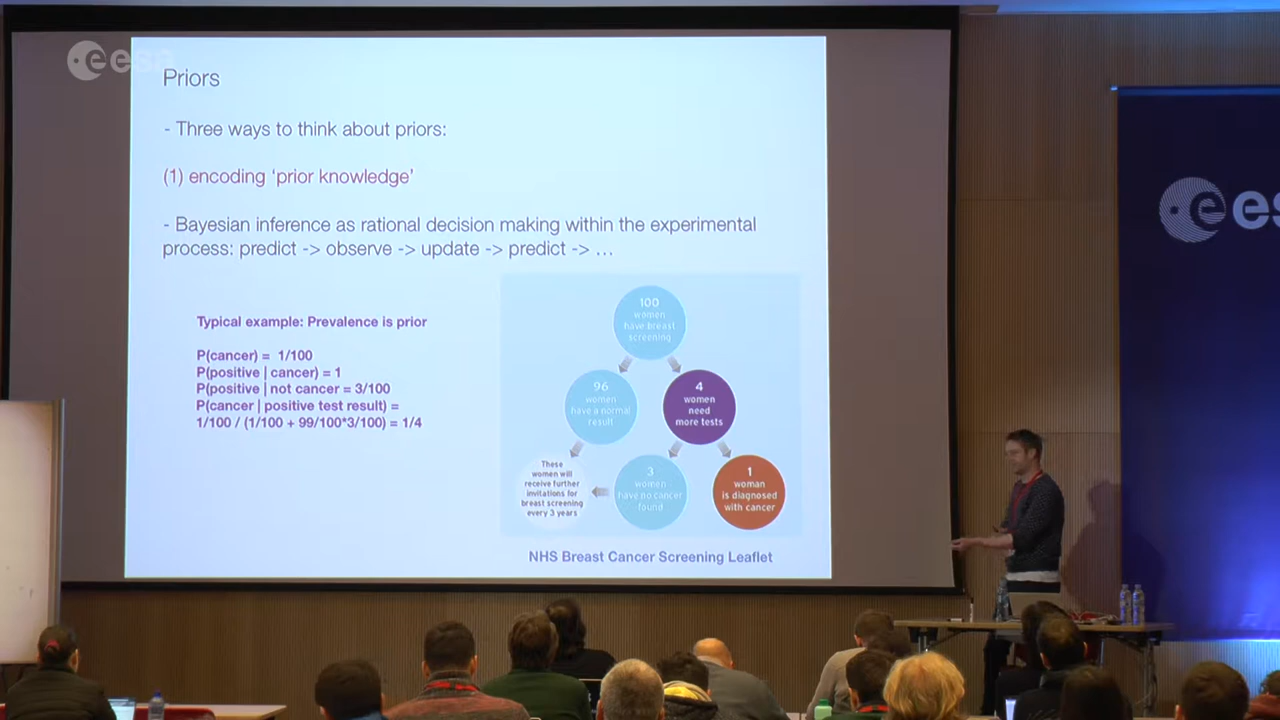 esa
Priors
- Three ways to think about priors:
(1) encoding ‘prior knowledge’
- Bayesian inference as rational decision making within the experimental
process: predict -> observe -> update -> predict -> …
Typical example: Prevalence is prior
P(cancer) = 1/100
P(positive | cancer) = 1
P(positive | not cancer = 3/100
P(cancer | positive test result) =
1/100 / (1/100 + 99/100*3/100) = 1/4
100
women
have breast
screening
96
women
have a normal
result
4
women
need
more tests
These
women will
receive further
invitations for
breast screening
every 3 years
3
women
have no cancer
found
1
woman
is diagnosed
with cancer
NHS Breast Cancer Screening Leaflet
es